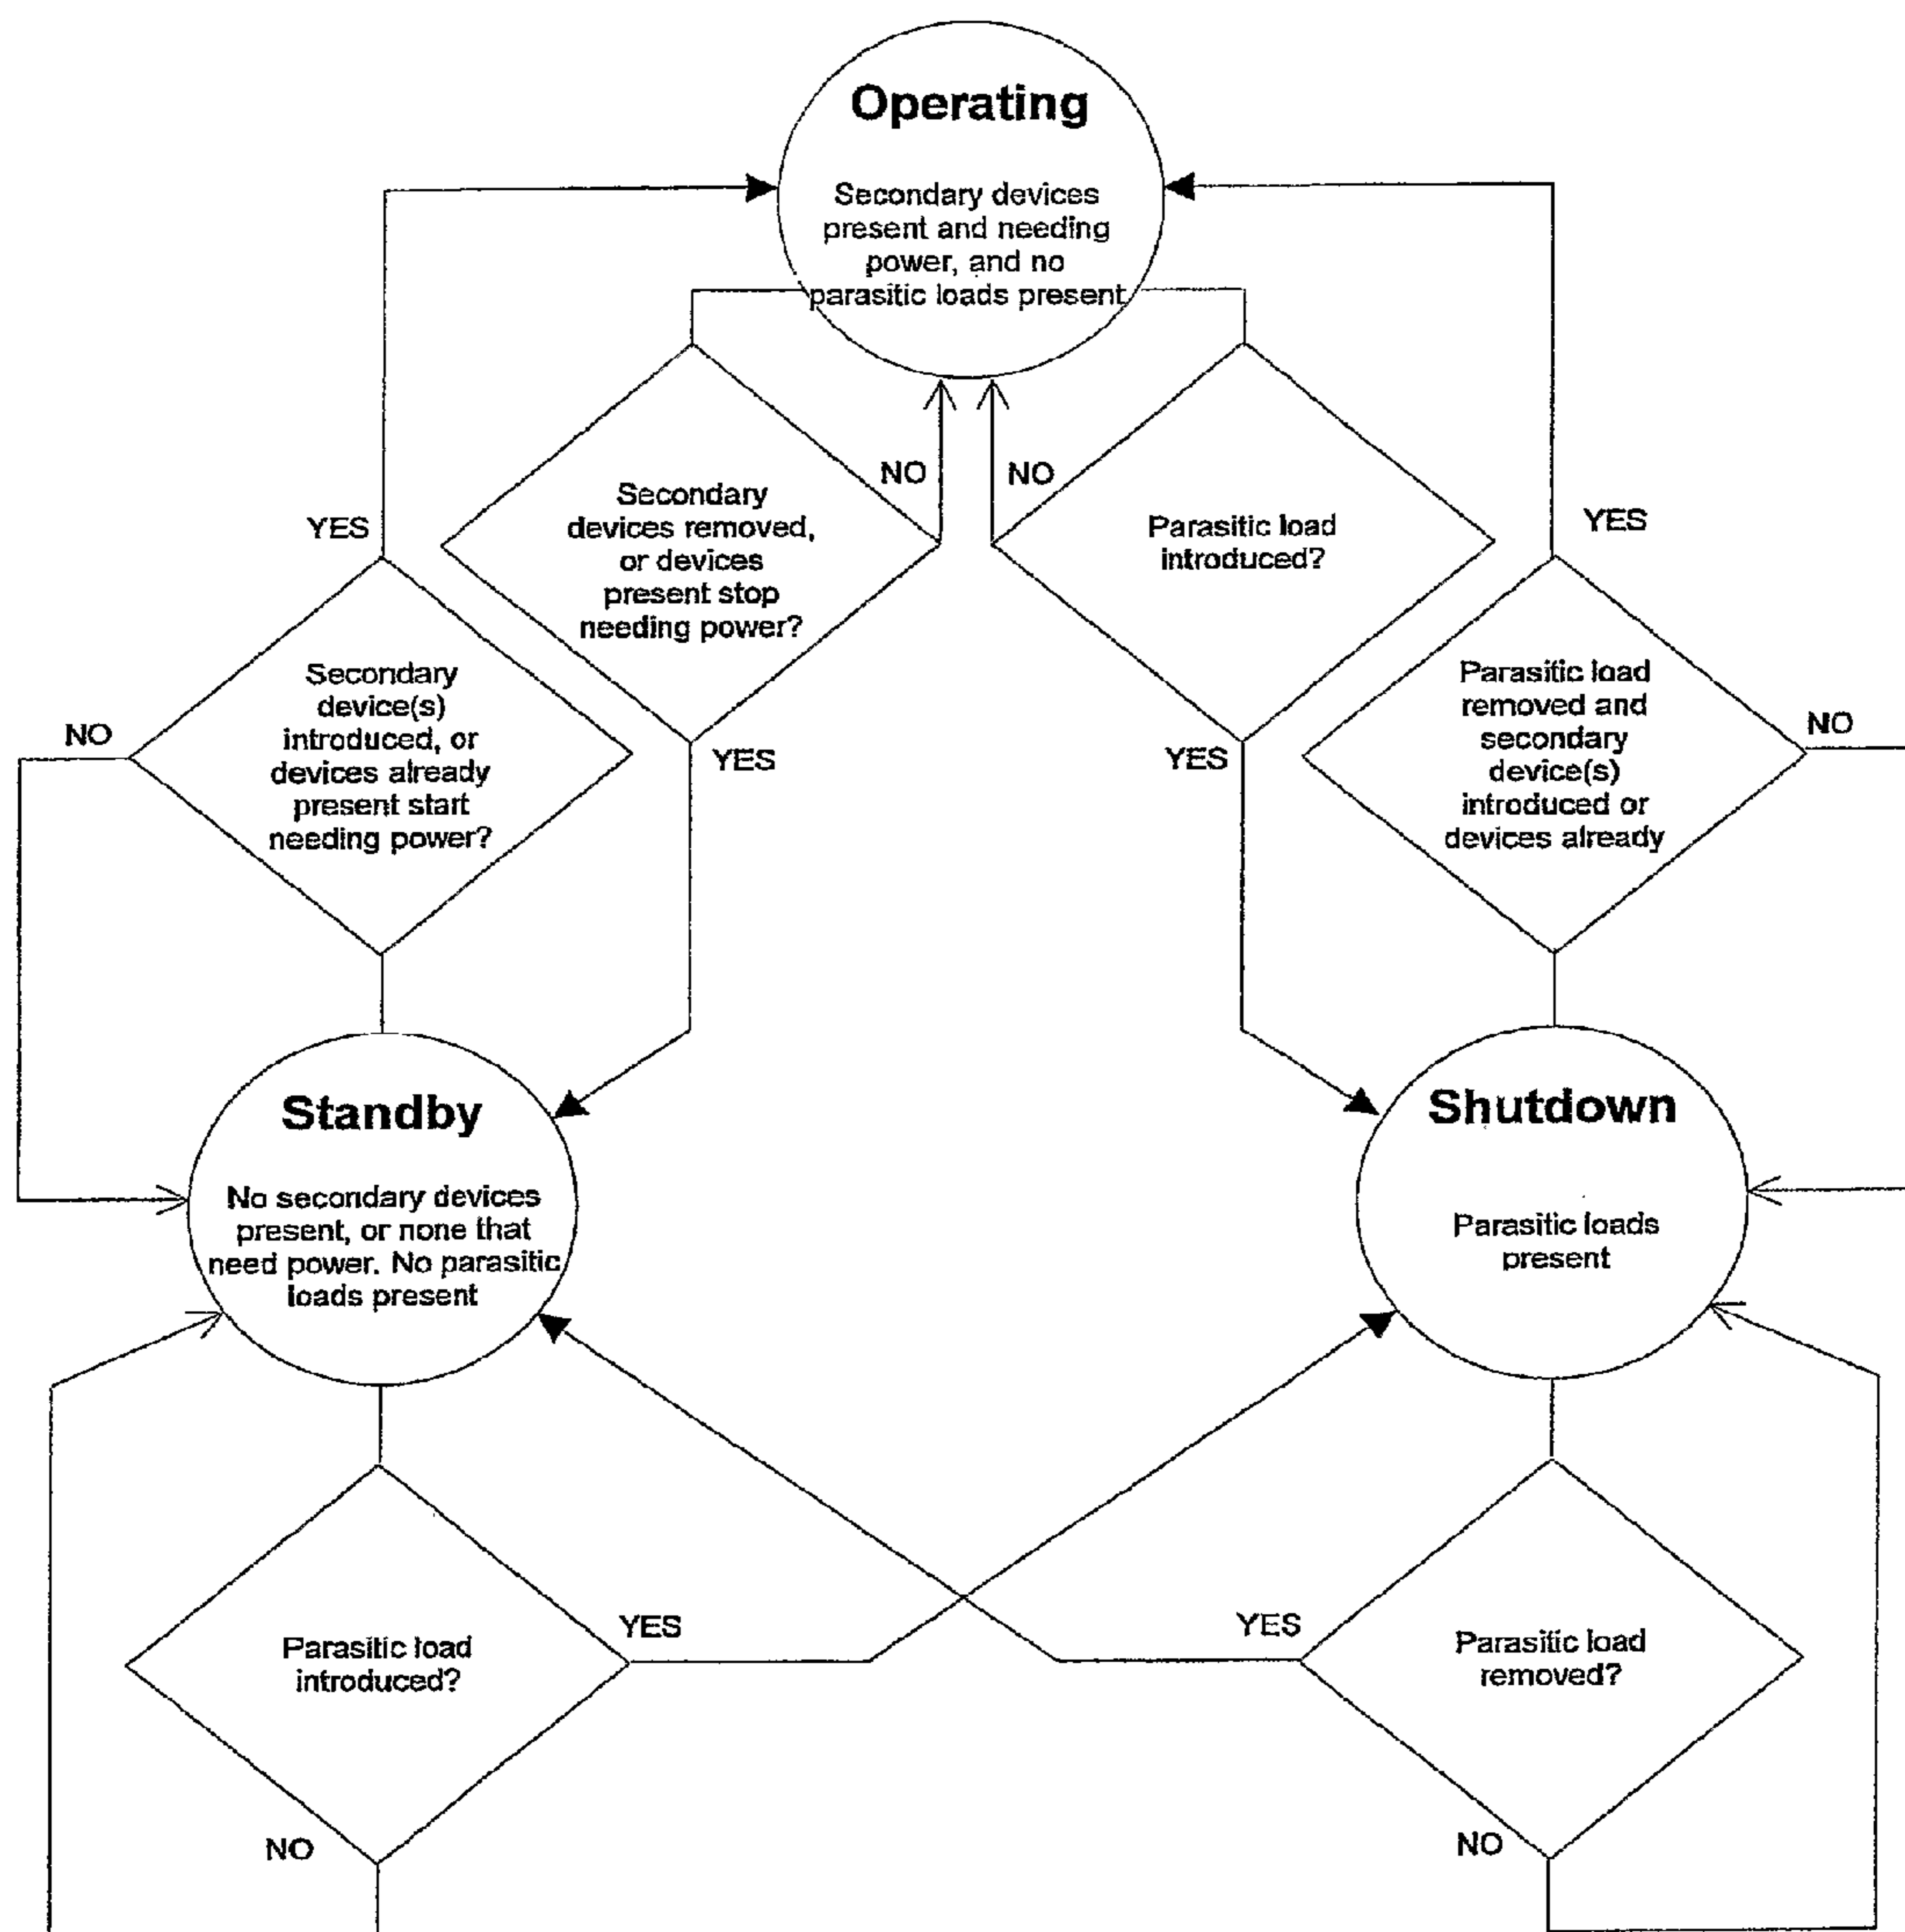 Operating
Secondary devices
present and needing
power, and no
parasitic loads present
NO
NO
Secondary
devices removed,
or devices
present stop
needing power?
Parasitic load
introduced?
YES
YES
Secondary
device(s)
introduced, or
devices already
present start
needing power?
Parasitic load
removed and
secondary
device(s)
introduced or
devices already
NO
YES
YES
NO
Standby
No secondary devices
present, or none that
need power. No parasitic
loads present
Shutdown
Parasitic loads
present
YES
YES
Parasitic load
introduced?
Parasitic load
removed?
NO
NO